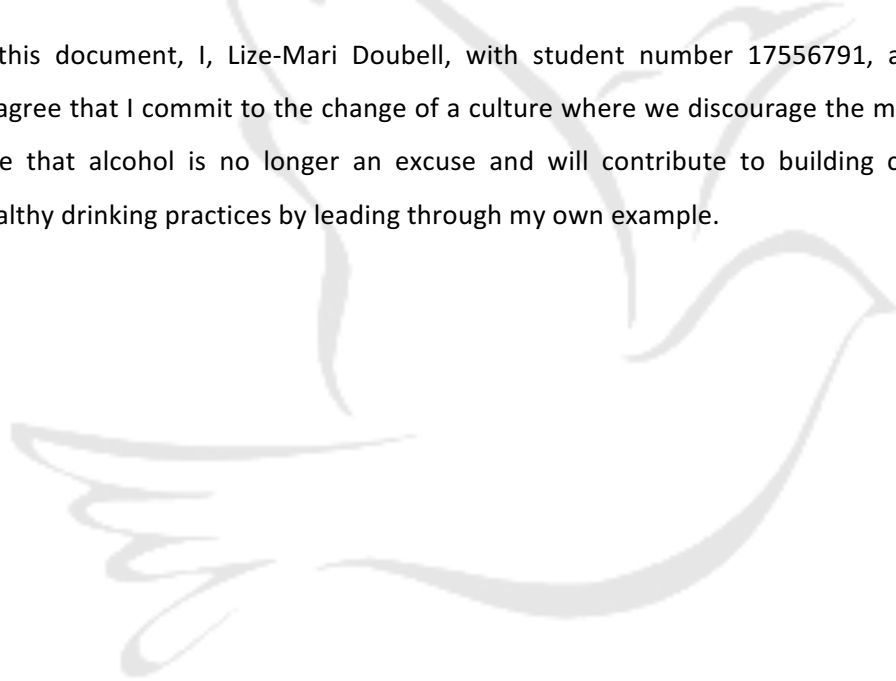 this document, I, Lize-Mari Doubell, with student number 17556791, a
agree that I commit to the change of a culture where we discourage the m
e that alcohol is no longer an excuse and will contribute to building c
althy drinking practices by leading through my own example.